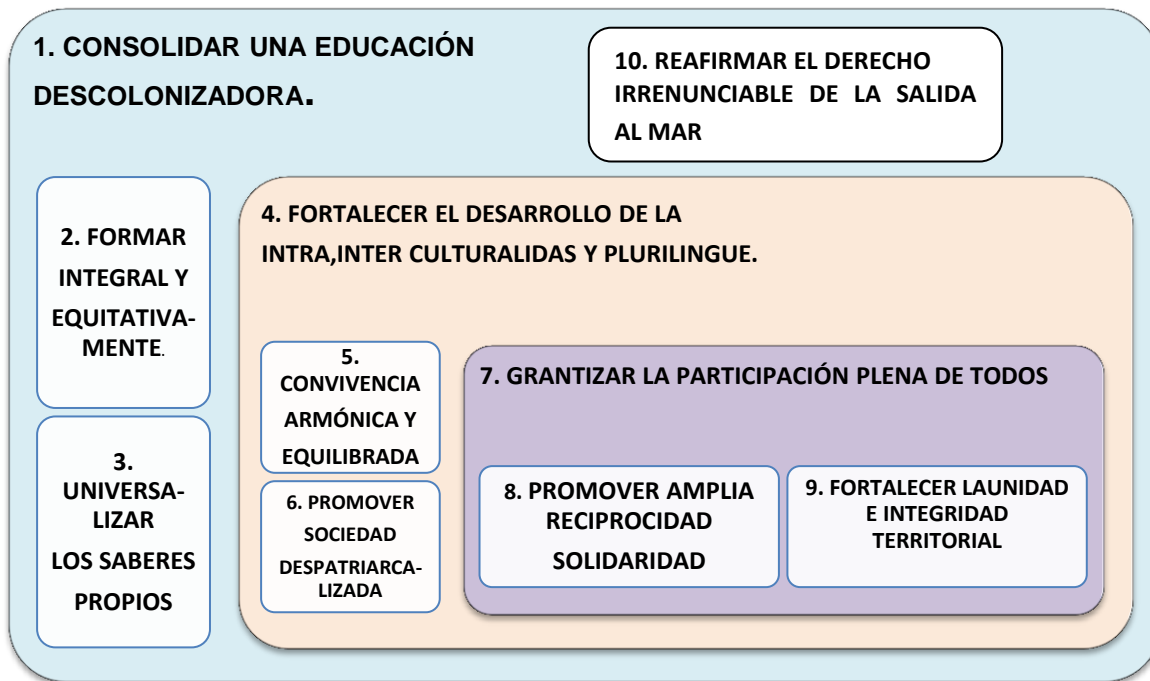 1. CONSOLIDAR UNA EDUCACIÓN
DESCOLONIZADORA.
10. REAFIRMAR EL DERECHO
IRRENUNCIABLE DE LA SALIDA
AL MAR
2. FORMAR
INTEGRAL Y
EQUITATIVA-
MENTE.
3.
UNIVERSA-
LIZAR
LOS SABERES
PROPIOS
4. FORTALECER EL DESARROLLO DE LA
INTRA,INTER CULTURALIDAS Y PLURILINGUE.
5.
CONVIVENCIA
ARMÓNICA Y
EQUILIBRADA
6. PROMOVER
SOCIEDAD
DESPATRIARCA-
LIZADA
7. GRANTIZAR LA PARTICIPACIÓN PLENA DE TODOS
8. PROMOVER AMPLIA
RECIPROCIDAD
SOLIDARIDAD
9. FORTALECER LAUNIDAD
E INTEGRIDAD
TERRITORIAL